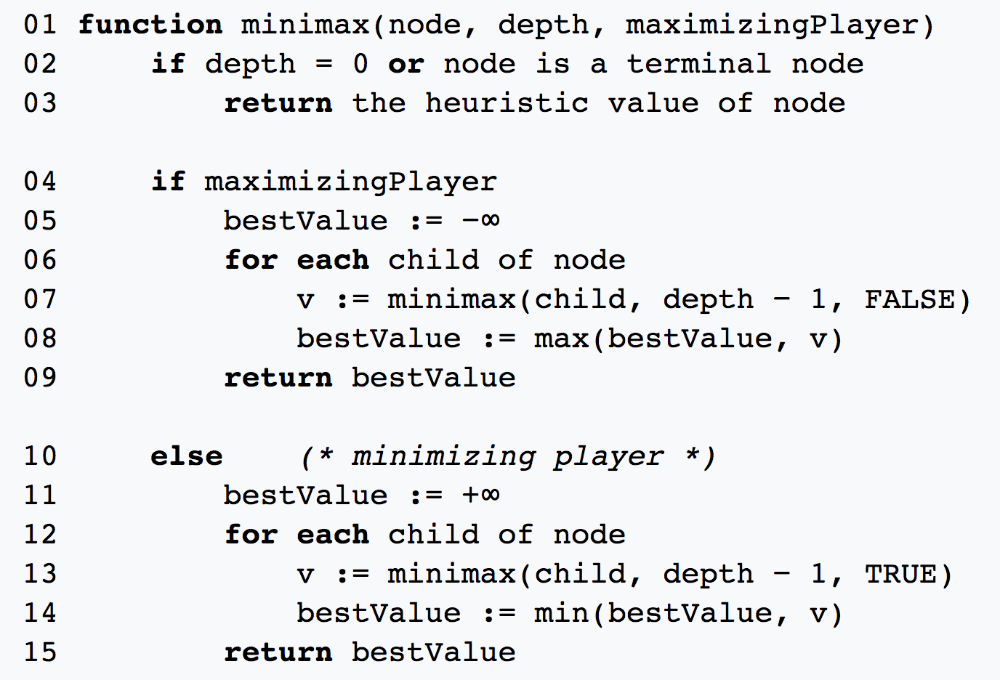 01 function minimax(node, depth, maximizingPlayer)
02     if depth = 0 or node is a terminal node
03         return the heuristic value of node
04     if maximizingPlayer
05         bestValue := −∞
06         for each child of node
07             v := minimax(child, depth − 1, FALSE)
08             bestValue := max(bestValue, v)
09         return bestValue
10     else    (* minimizing player *)
11         bestValue := +∞
12         for each child of node
13             v := minimax(child, depth − 1, TRUE)
14             bestValue := min(bestValue, v)
15         return bestValue